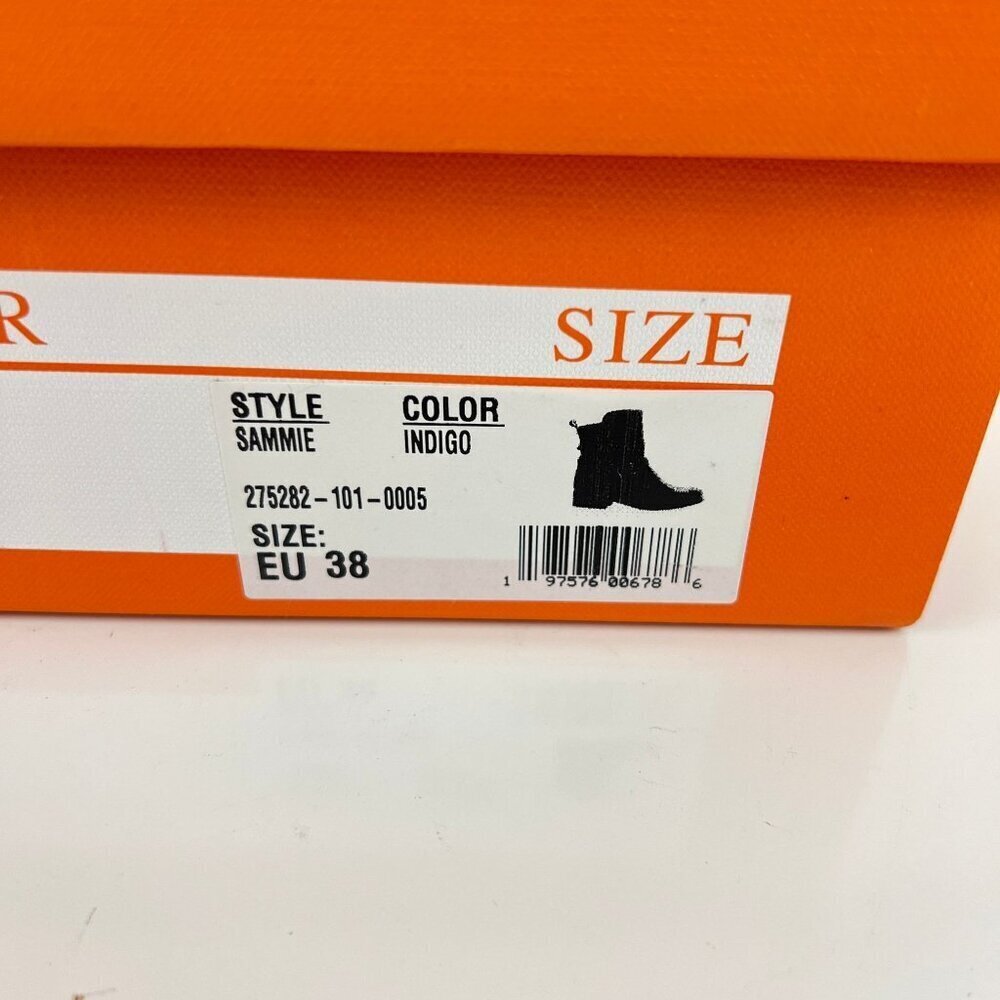 R
SIZE
STYLE COLOR
SAMMIE INDIGO
275282-101-0005
SIZE:
EU 38
1 97576 00678 6